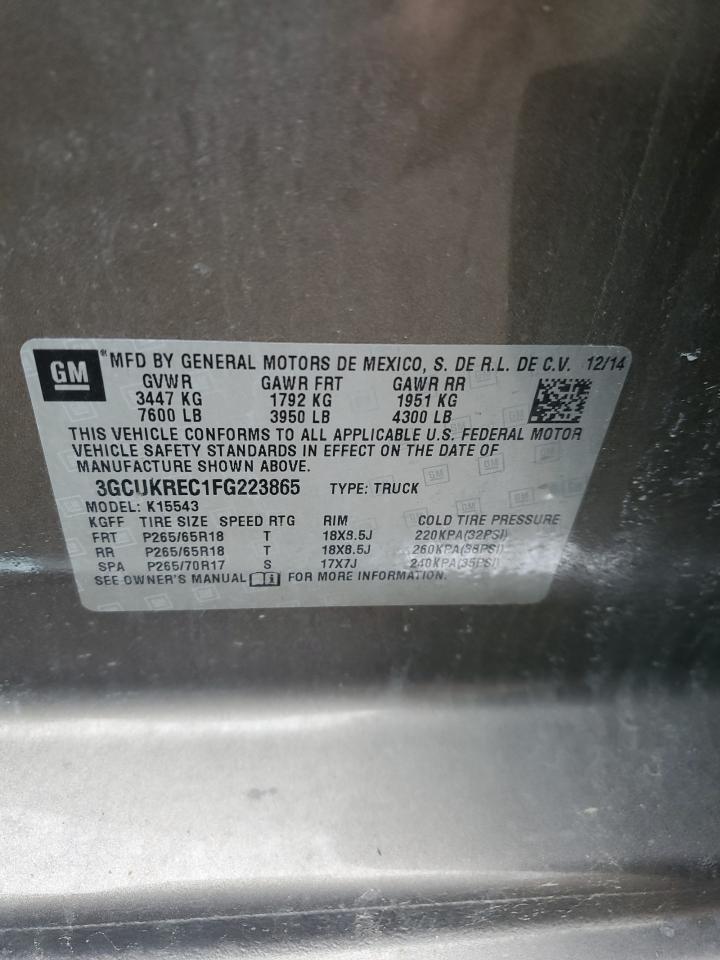 GM ® MFD BY GENERAL MOTORS DE MEXICO, S. DE R.L. DE C.V. 12/14
GVWR GAWR FRT GAWR RR
3447 KG 1792 KG 1951 KG
7600 LB 3950 LB 4300 LB
THIS VEHICLE CONFORMS TO ALL APPLICABLE U.S. FEDERAL MOTOR
VEHICLE SAFETY STANDARDS IN EFFECT ON THE DATE OF
MANUFACTURE SHOWN ABOVE.
3GCUKREC1FG223865 TYPE: TRUCK
MODEL: K15543
KGFF TIRE SIZE SPEED RTG RIM COLD TIRE PRESSURE
FRT P265/65R18 T 18X8.5J 220KPA(32PSI)
RR P265/65R18 T 18X8.5J 260KPA(38PSI)
SPA P265/70R17 S 17X7J 240KPA(35PSI)
SEE OWNER'S MANUAL FOR MORE INFORMATION.